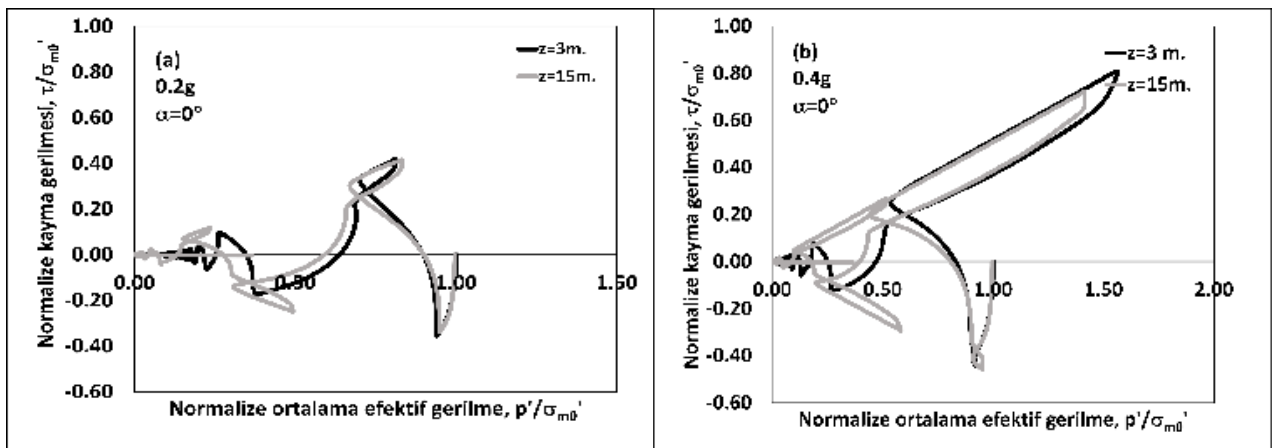 1.00
0.80
0.60
0.40
0.20
0.00
-0.20
-0.40
-0.60
0.00
0.50
1.00
1.50
(a)
0.2g
α=0°
z=3m.
z=15m.
Normalize kayma gerilmesi, τ/σm0'
Normalize ortalama efektif gerilme, p'/σm0'
1.00
0.80
0.60
0.40
0.20
0.00
-0.20
-0.40
-0.60
0.00
0.50
1.00
1.50
2.00
(b)
0.4g
α=0°
z=3 m.
z=15m.
Normalize kayma gerilmesi, τ/σm0'
Normalize ortalama efektif gerilme, p'/σm0'